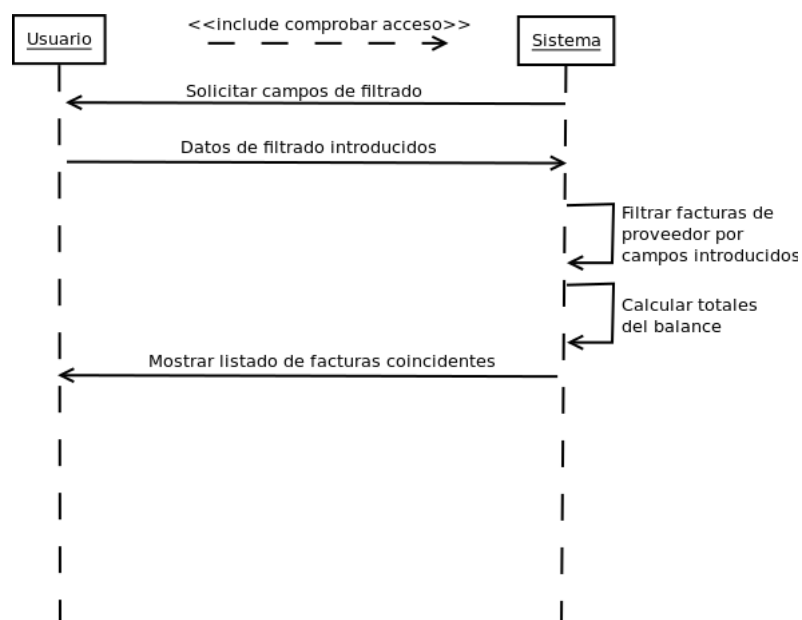 Usuario
<<include comprobar acceso>>
Sistema
Solicitar campos de filtrado
Datos de filtrado introducidos
Filtrar facturas de
proveedor por
campos introducidos
Calcular totales
del balance
Mostrar listado de facturas coincidentes